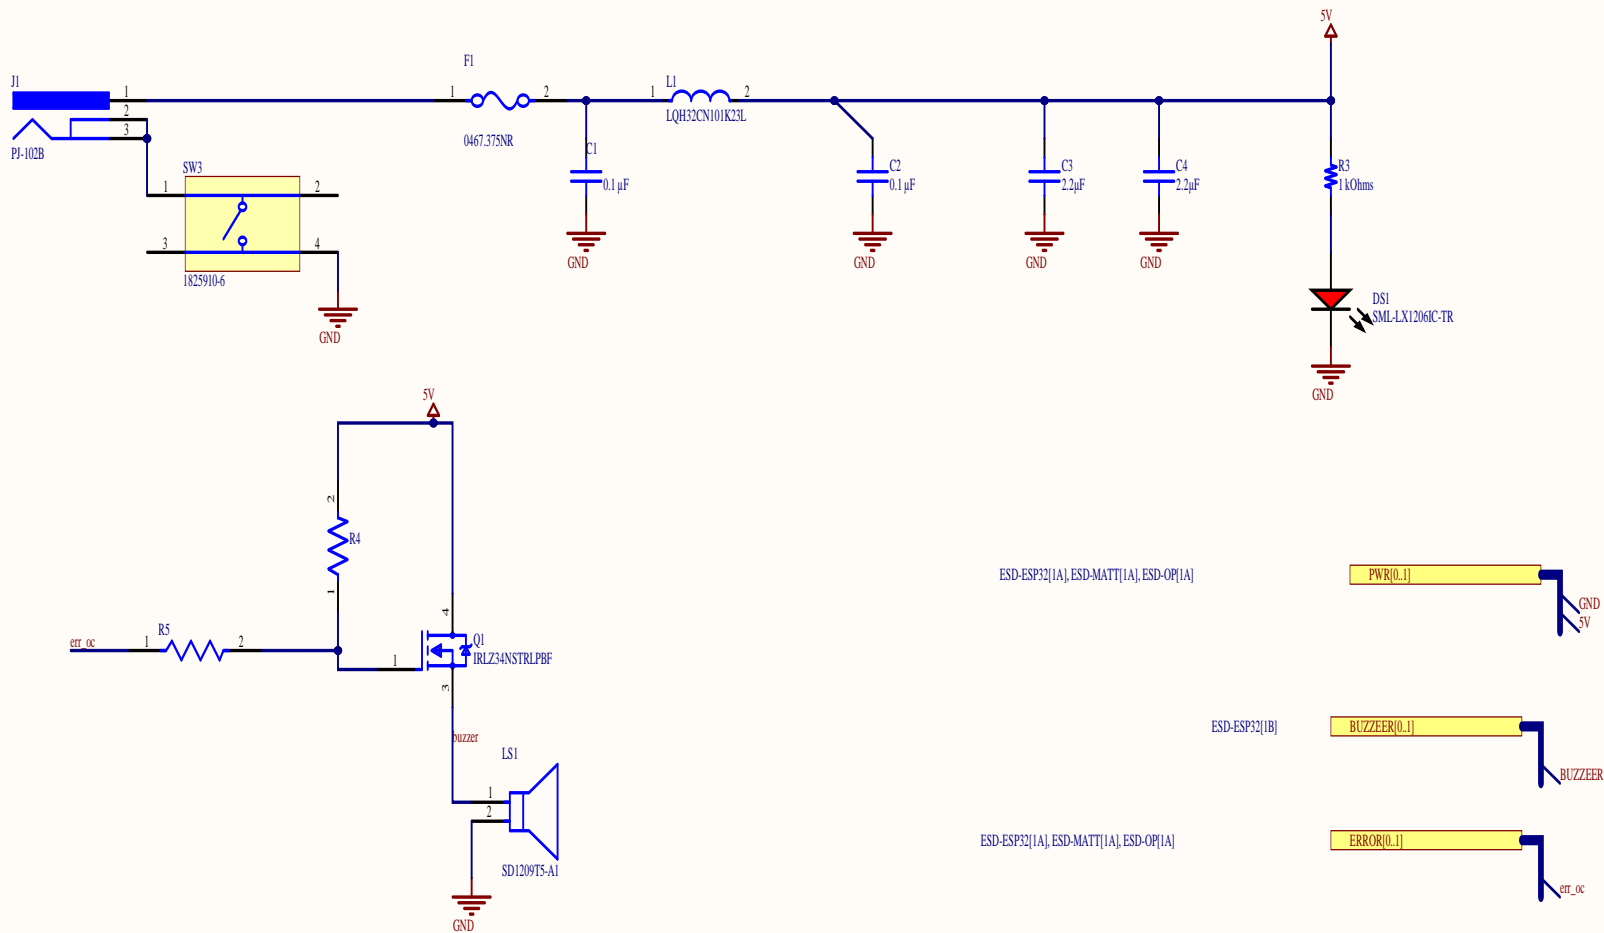 5V
J1
1
2
3
PJ-102B
F1
1
2
0467.375NR
L1
1
2
LQH32CN101K23L
SW3
1
2
3
4
1825910-6
GND
C1
0.1 µF
GND
C2
0.1 µF
GND
C3
2.2µF
GND
C4
2.2µF
GND
R3
1 kOhms
DS1
SML-LX1206IC-TR
GND
5V
2
R4
1
err_oc
R5
1
2
1
4
Q1
IRLZ34NSTRLPBF
3
buzzer
LS1
1
2
SD1209T5-A1
GND
ESD-ESP32[1A], ESD-MATT[1A], ESD-OP[1A]
PWR[0..1]
GND
5V
ESD-ESP32[1B]
BUZZEER[0..1]
BUZZEER
ESD-ESP32[1A], ESD-MATT[1A], ESD-OP[1A]
ERROR[0..1]
err_oc